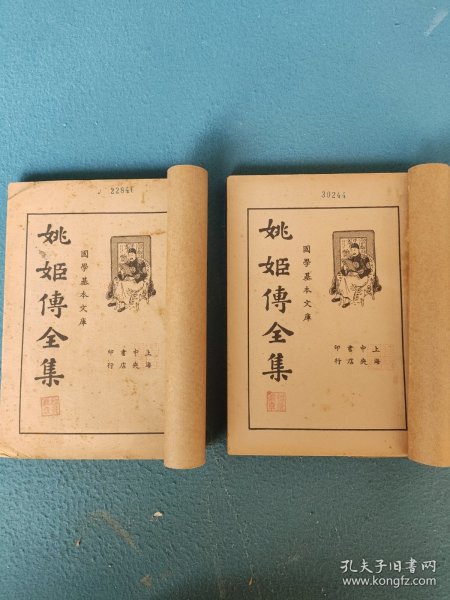 22841
姚姬傳全集
國學基本文庫
上海
中央
書店
印行
30244
姚姬傳全集
國學基本文庫
上海
中央
書店
印行
孔夫子旧书网
www.kongfz.com